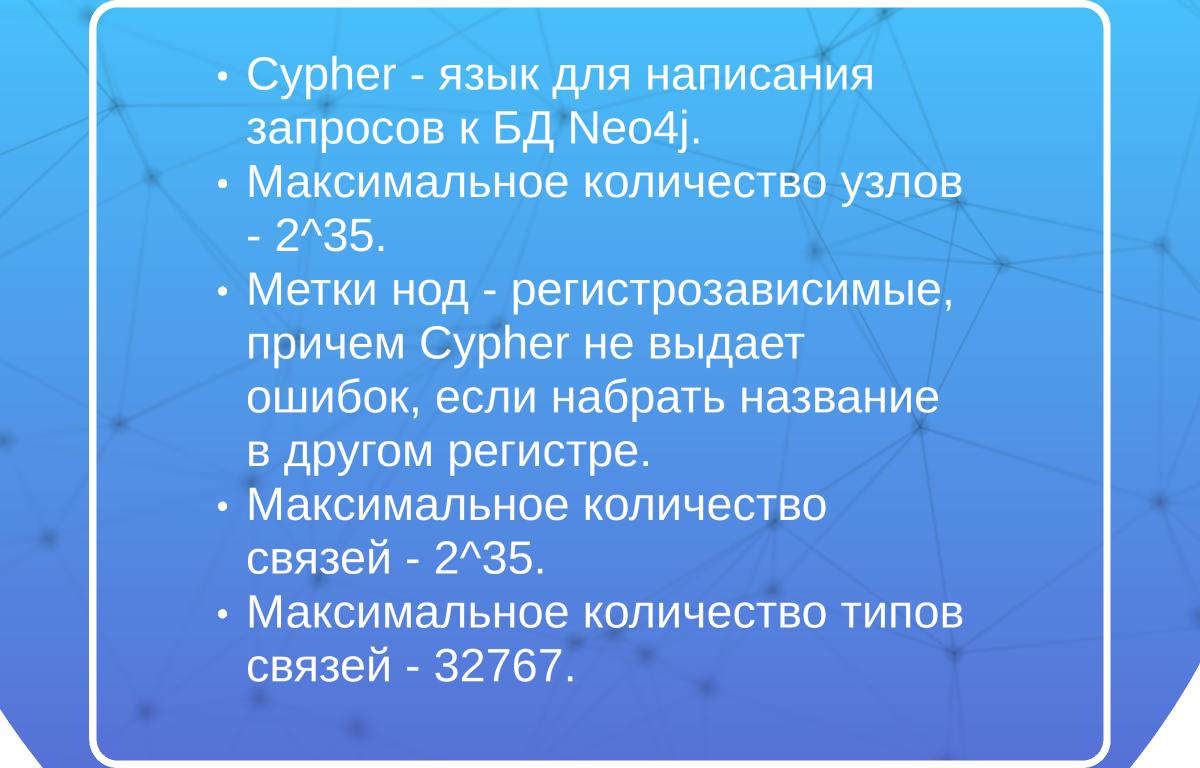 • Cypher - язык для написания
запросов к БД Neo4j.
• Максимальное количество узлов
- 2^35.
• Метки нод - регистрозависимые,
причем Cypher не выдает
ошибок, если набрать название
в другом регистре.
• Максимальное количество
связей - 2^35.
• Максимальное количество типов
связей - 32767.